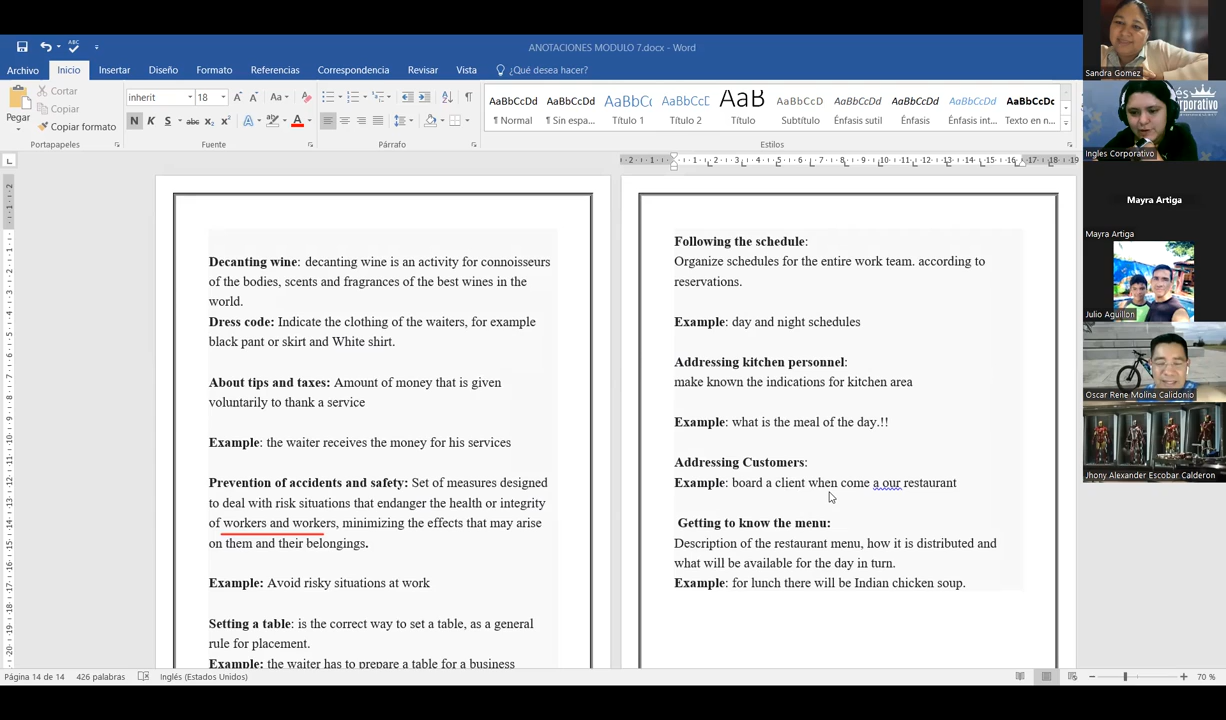 ANOTACIONES MODULO 7.docx - Word
Archivo
Inicio
Insertar
Diseño
Formato
Referencias
Correspondencia
Revisar
Vista
¿Qué desea hacer?
Pegar
Cortar
Copiar
Copiar formato
Portapapeles
inherit
18
Fuente
Párrafo
AaBbCcDd
¶ Normal
AaBbCcDd
¶ Sin espa...
AaBbCc
Título 1
AaBbCcD
Título 2
AaB
Título
AaBbCcD
Subtítulo
AaBbCcDd
Énfasis sutil
AaBbCcDd
Énfasis
AaBbCcDd
Énfasis int...
AaBbCcDc
Texto en n...
Estilos
Decanting wine: decanting wine is an activity for connoisseurs
of the bodies, scents and fragrances of the best wines in the
world.
Dress code: Indicate the clothing of the waiters, for example
black pant or skirt and White shirt.
About tips and taxes: Amount of money that is given
voluntarily to thank a service
Example: the waiter receives the money for his services
Prevention of accidents and safety: Set of measures designed
to deal with risk situations that endanger the health or integrity
of workers and workers, minimizing the effects that may arise
on them and their belongings.
Example: Avoid risky situations at work
Setting a table: is the correct way to set a table, as a general
rule for placement.
Example: the waiter has to prepare a table for a business
Following the schedule:
Organize schedules for the entire work team. according to
reservations.
Example: day and night schedules
Addressing kitchen personnel:
make known the indications for kitchen area
Example: what is the meal of the day.!!
Addressing Customers:
Example: board a client when come a our restaurant
Getting to know the menu:
Description of the restaurant menu, how it is distributed and
what will be available for the day in turn.
Example: for lunch there will be Indian chicken soup.
Página 14 de 14
426 palabras
Inglés (Estados Unidos)
70 %
Sandra Gomez
Ingles Corporativo
Mayra Artiga
Mayra Artiga
Julio Aguillon
Oscar Rene Molina Calidonio
Jhony Alexander Escobar Calderon